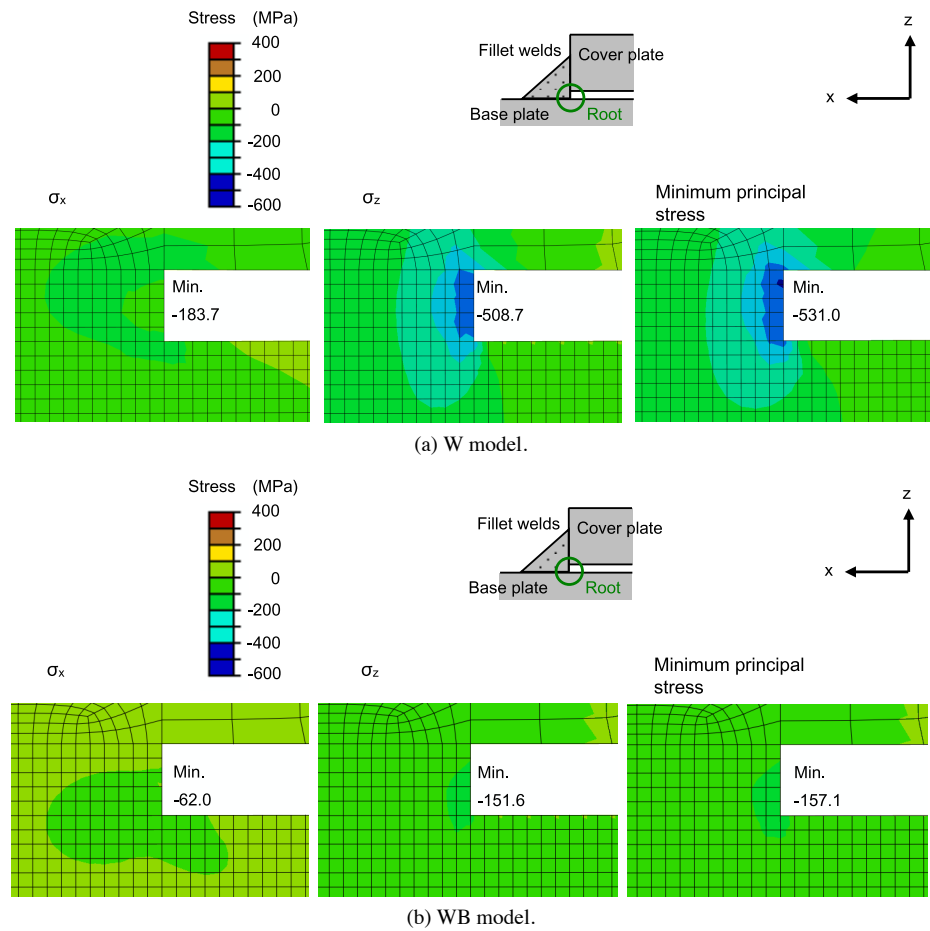 Stress (MPa)
400
200
0
-200
-400
-600
Fillet welds
Cover plate
Base plate
Root
z
x
σx
σz
Minimum principal
stress
Min.
-183.7
Min.
-508.7
Min.
-531.0
(a) W model.
Stress (MPa)
400
200
0
-200
-400
-600
Fillet welds
Cover plate
Base plate
Root
z
x
σx
σz
Minimum principal
stress
Min.
-62.0
Min.
-151.6
Min.
-157.1
(b) WB model.